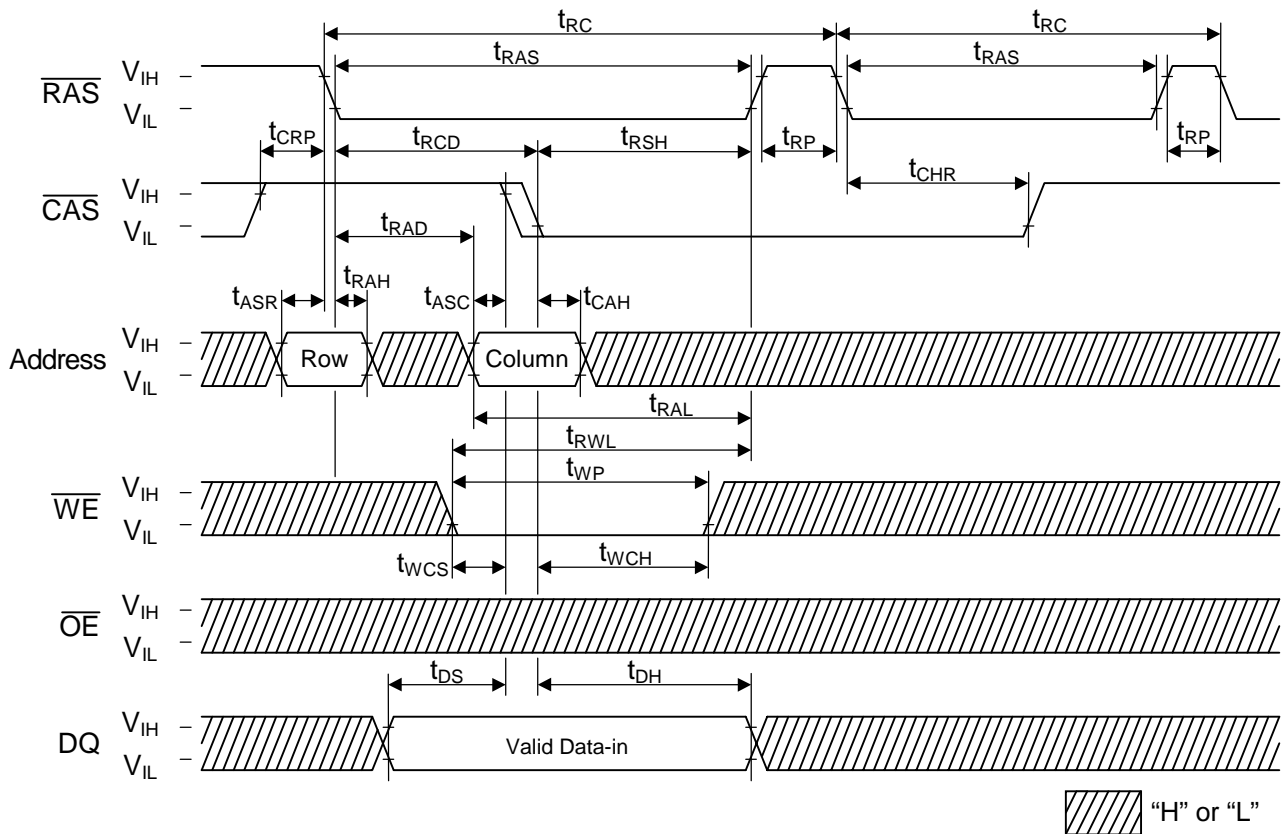 tRC tRC
tRAS tRAS
RAS VIH
VIL
tCRP tRCD tRSH tRP tRP
tCHR
CAS VIH
VIL
tRAD
tRAH
tASR tASC tCAH
Address VIH
VIL
Row Column
tRAL
tRWL
tWP
WE VIH
VIL
tWCS tWCH
OE VIH
VIL
tDS tDH
DQ VIH
VIL
Valid Data-in
“H” or “L”